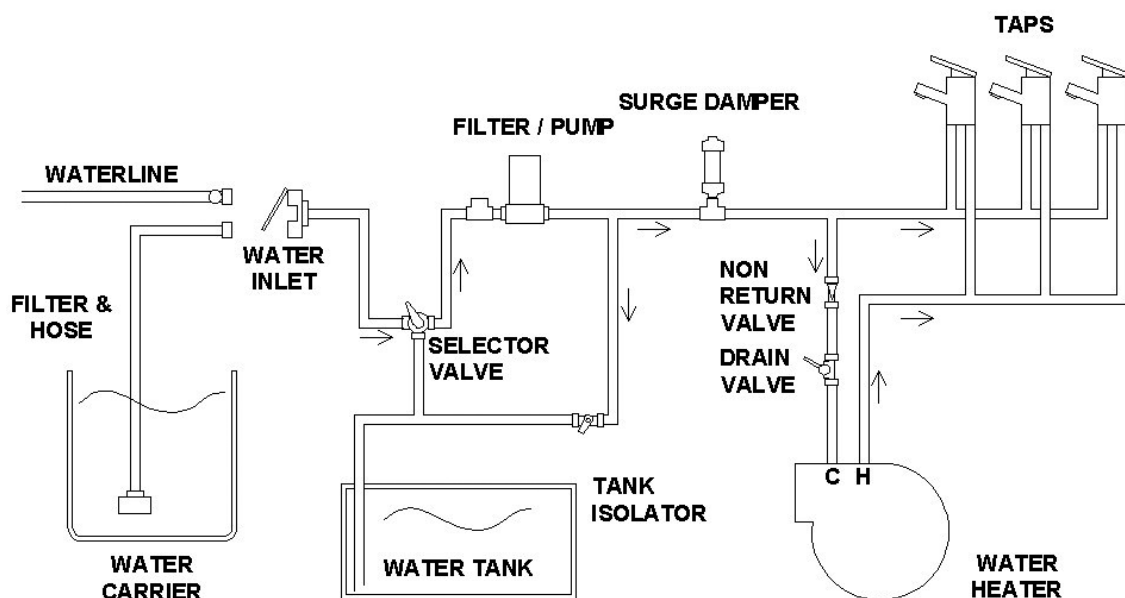 TAPS
SURGE DAMPER
FILTER / PUMP
WATERLINE
WATER
INLET
FILTER &
HOSE
SELECTOR
VALVE
NON
RETURN
VALVE
DRAIN
VALVE
C H
TANK
ISOLATOR
WATER TANK
WATER
CARRIER
WATER
HEATER